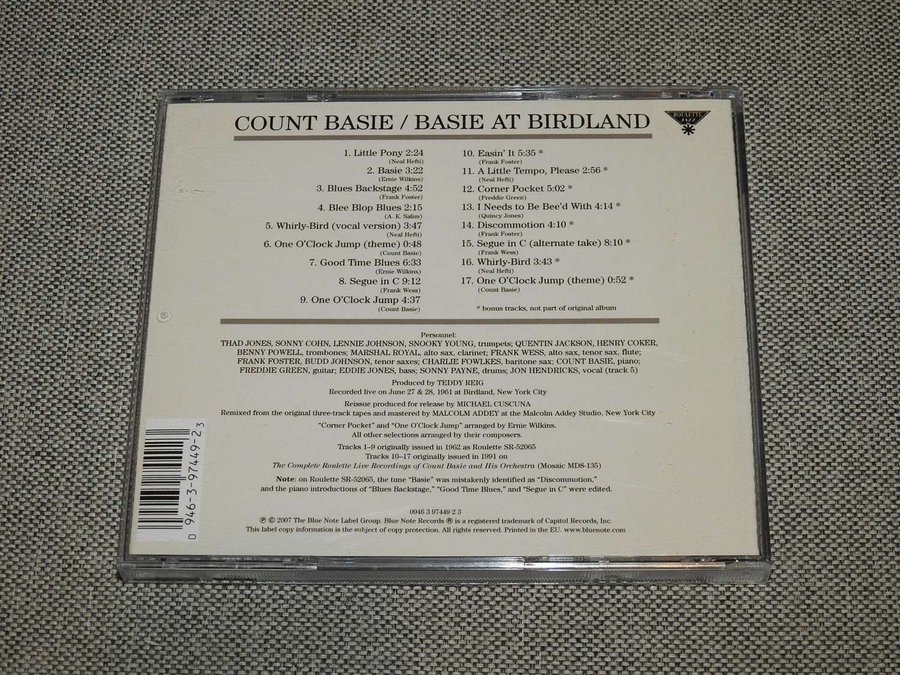 COUNT BASIE / BASIE AT BIRDLAND
ROULETTE
JAZZ
1. Little Pony 2:24
(Neal Hefti)
2. Basie 3:22
(Ernie Wilkins)
3. Blues Backstage 4:52
(Frank Foster)
4. Blee Blop Blues 2:15
(A. K. Salim)
5. Whirly-Bird (vocal version) 3:47
(Neal Hefti)
6. One O'Clock Jump (theme) 0:48
(Count Basie)
7. Good Time Blues 6:33
(Ernie Wilkins)
8. Segue in C 9:12
(Frank Wess)
9. One O'Clock Jump 4:37
(Count Basie)
10. Easin' It 5:35 *
(Frank Foster)
11. A Little Tempo, Please 2:56 *
(Neal Hefti)
12. Corner Pocket 5:02 *
(Freddie Green)
13. I Needs to Be Bee'd With 4:14 *
(Quincy Jones)
14. Discommotion 4:10 *
(Frank Foster)
15. Segue in C (alternate take) 8:10 *
(Frank Wess)
16. Whirly-Bird 3:43 *
(Neal Hefti)
17. One O'Clock Jump (theme) 0:52 *
(Count Basie)
* bonus tracks, not part of original album
Personnel:
THAD JONES, SONNY COHN, LENNIE JOHNSON, SNOOKY YOUNG, trumpets; QUENTIN JACKSON, HENRY COKER,
BENNY POWELL, trombones; MARSHAL ROYAL, alto sax, clarinet; FRANK WESS, alto sax, tenor sax, flute;
FRANK FOSTER, BUDD JOHNSON, tenor saxes; CHARLIE FOWLKES, baritone sax; COUNT BASIE, piano;
FREDDIE GREEN, guitar; EDDIE JONES, bass; SONNY PAYNE, drums; JON HENDRICKS, vocal (track 5)
Produced by TEDDY REIG
Recorded live on June 27 & 28, 1961 at Birdland, New York City
Reissue produced for release by MICHAEL CUSCUNA
Remixed from the original three-track tapes and mastered by MALCOLM ADDEY at the Malcolm Addey Studio, New York City
"Corner Pocket" and "One O'Clock Jump" arranged by Ernie Wilkins.
All other selections arranged by their composers.
Tracks 1-9 originally issued in 1962 as Roulette SR-52065
Tracks 10-17 originally issued in 1991 on
The Complete Roulette Live Recordings of Count Basie and His Orchestra (Mosaic MD8-135)
Note: on Roulette SR-52065, the tune "Basie" was mistakenly identified as "Discommotion,"
and the piano introductions of "Blues Backstage," "Good Time Blues," and "Segue in C" were edited.
0946 3 97449 2 3
℗ © 2007 The Blue Note Label Group. Blue Note Records ® is a registered trademark of Capitol Records, Inc.
This label copy information is the subject of copy protection. All rights reserved. Printed in the EU. www.bluenote.com
0 946-3-97449-2 3